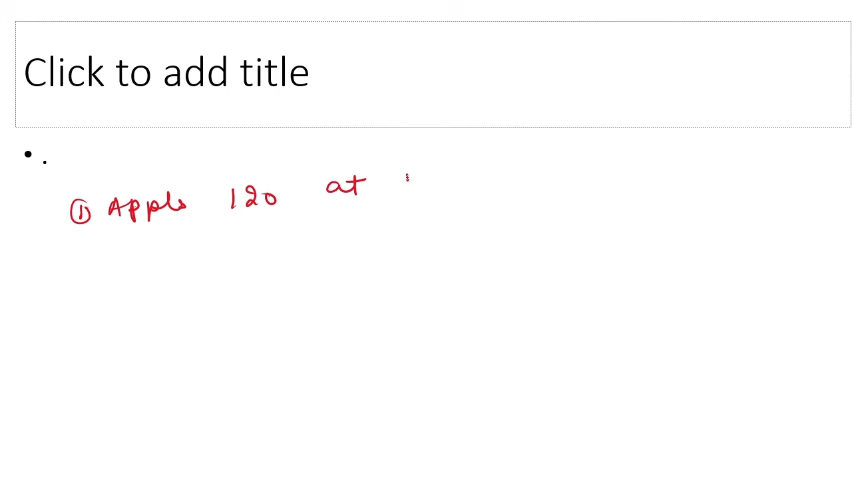 Click to add title
• .
① Apple 120 at